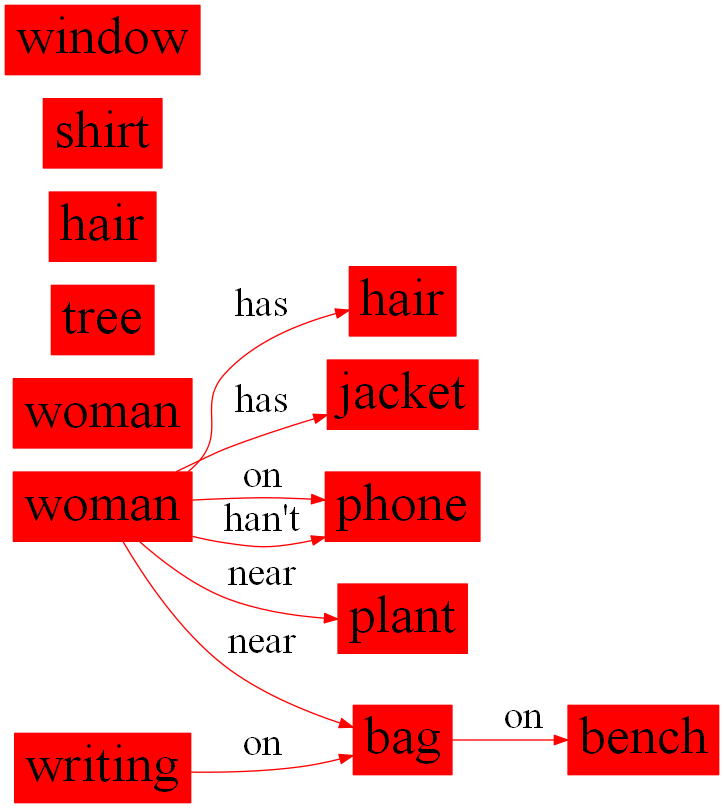 window
shirt
hair
tree
has
hair
woman
has
jacket
woman
on
phone
han't
near
plant
near
writing
on
bag
on
bench